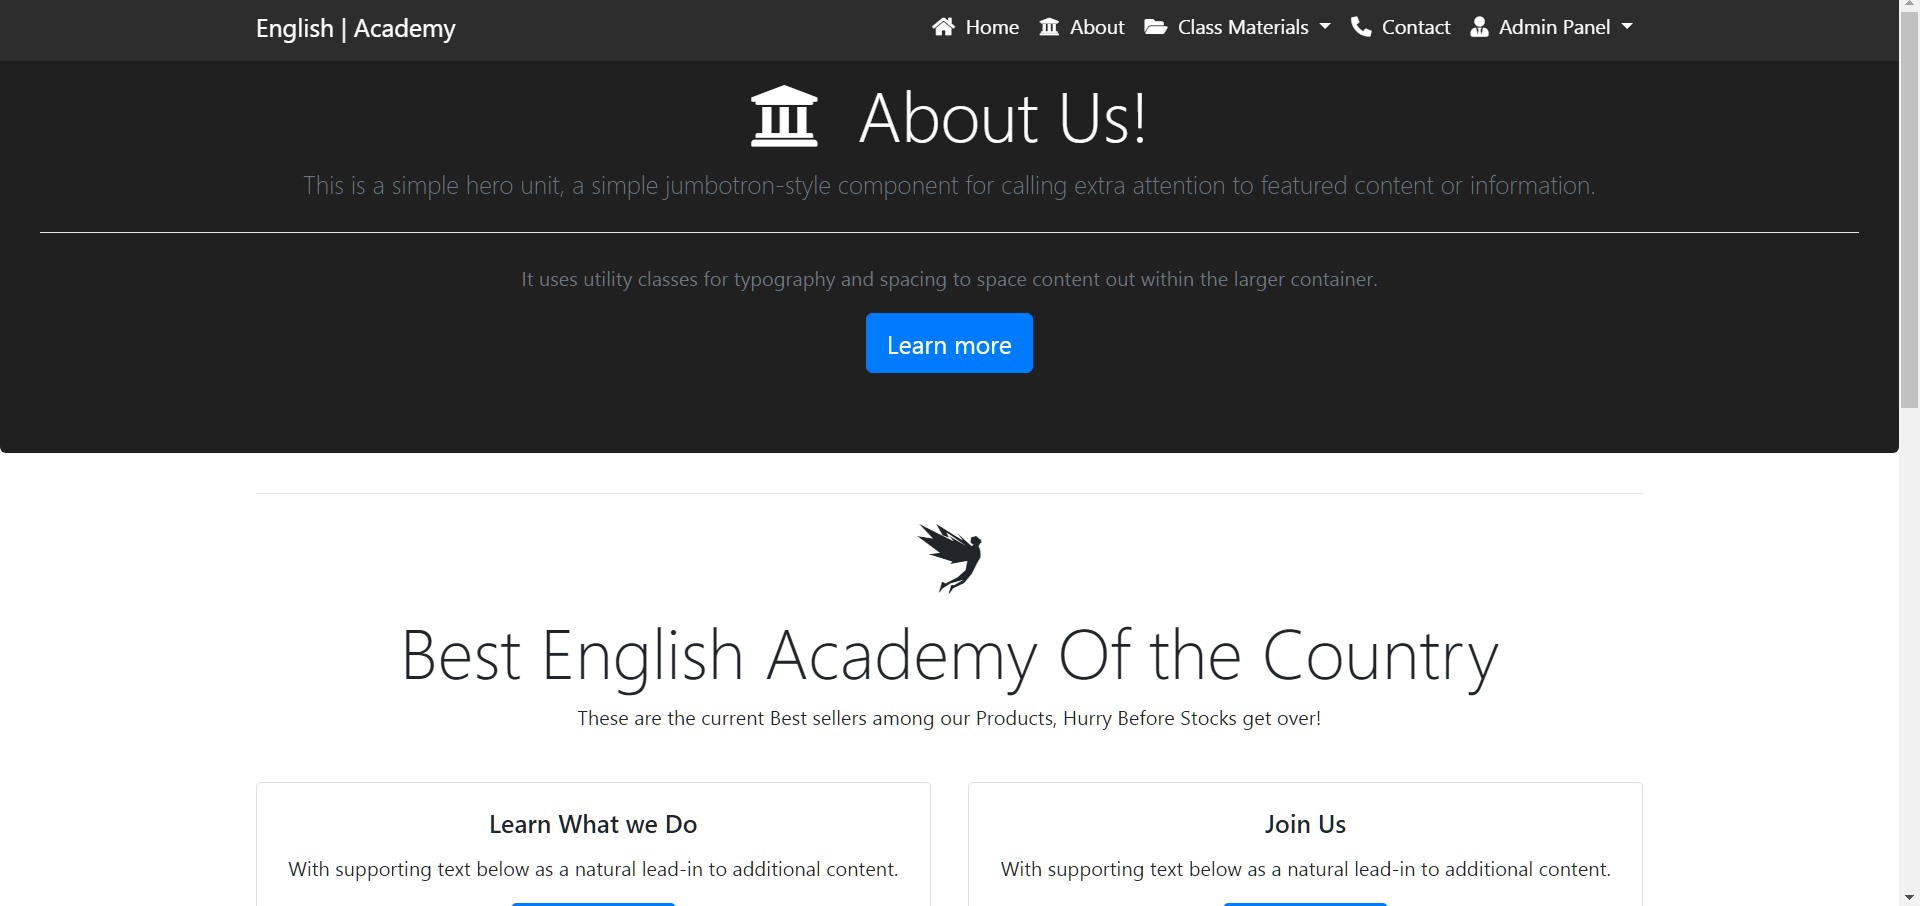 English | Academy
Home About Class Materials Contact Admin Panel
About Us!
This is a simple hero unit, a simple jumbotron-style component for calling extra attention to featured content or information.
It uses utility classes for typography and spacing to space content out within the larger container.
Learn more
Best English Academy Of the Country
These are the current Best sellers among our Products, Hurry Before Stocks get over!
Learn What we Do
With supporting text below as a natural lead-in to additional content.
Join Us
With supporting text below as a natural lead-in to additional content.